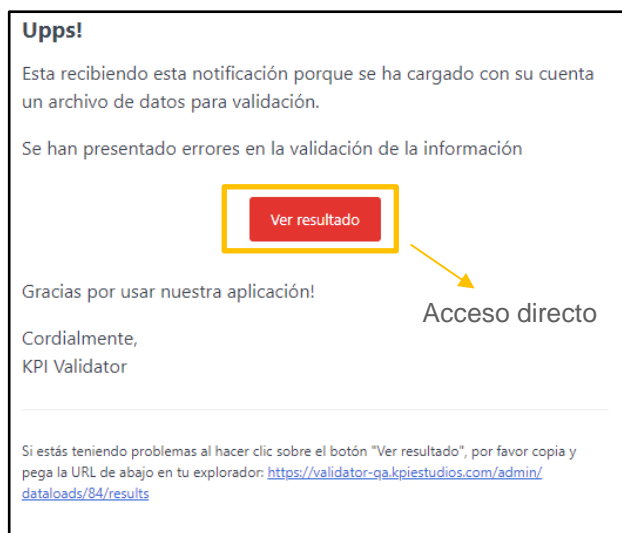 Upps!
Esta recibiendo esta notificación porque se ha cargado con su cuenta
un archivo de datos para validación.
Se han presentado errores en la validación de la información
Ver resultado
Gracias por usar nuestra aplicación!
Acceso directo
Cordialmente,
KPI Validator
Si estás teniendo problemas al hacer clic sobre el botón "Ver resultado", por favor copia y
pega la URL de abajo en tu explorador: https://validator-qa.kpiestudios.com/admin/
dataloads/84/results